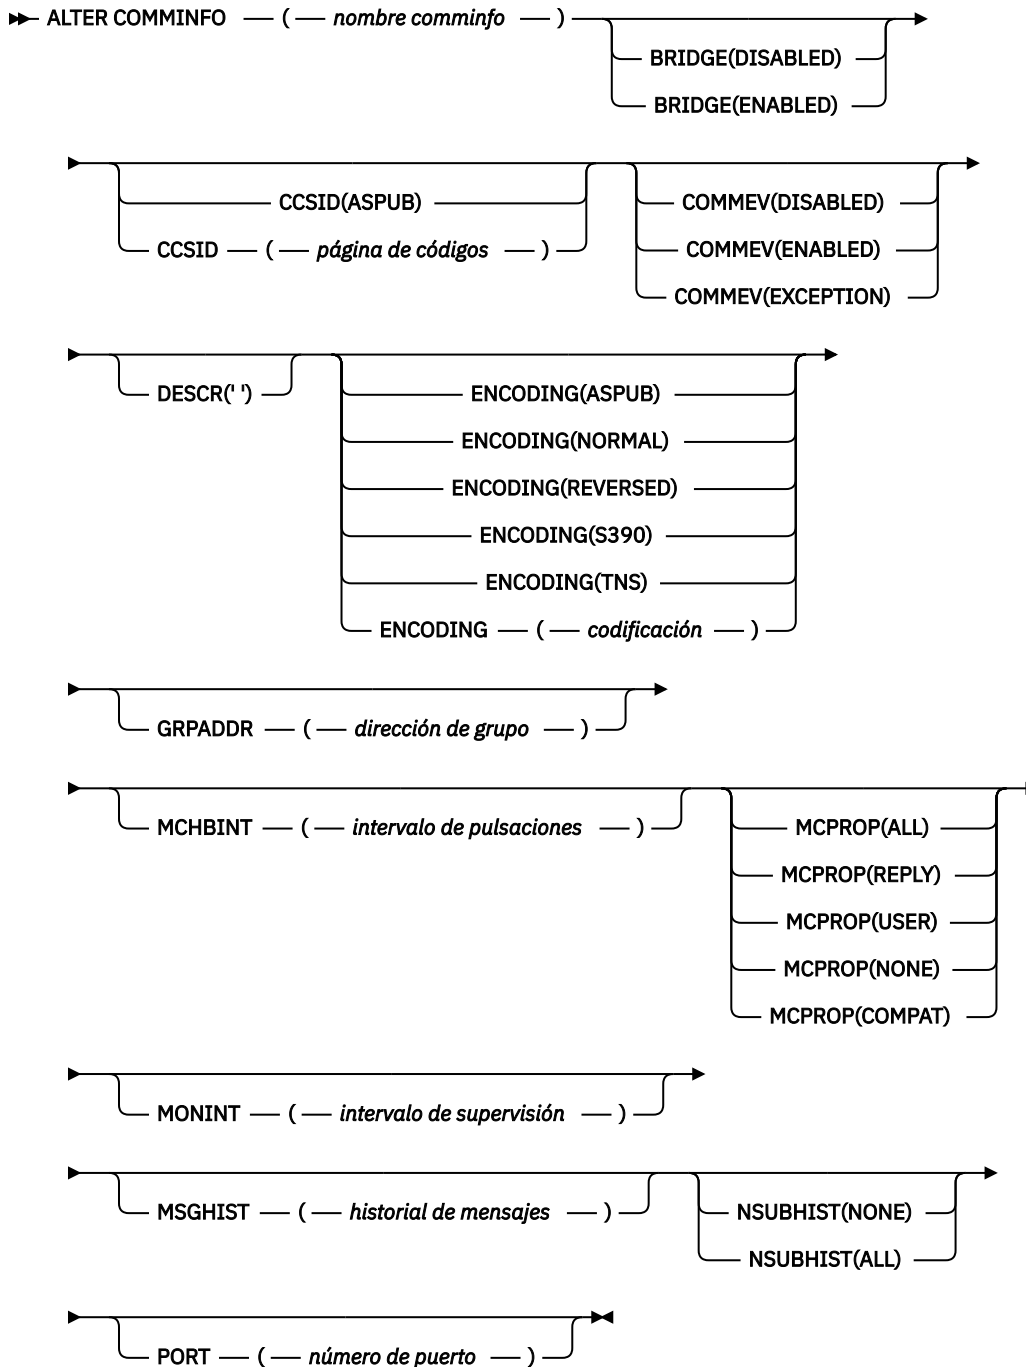 ALTER COMMINFO ( nombre comminfo )
BRIDGE(DISABLED)
BRIDGE(ENABLED)
CCSID(ASPUB)
CCSID ( página de códigos )
COMMEV(DISABLED)
COMMEV(ENABLED)
COMMEV(EXCEPTION)
DESCR(' ')
ENCODING(ASPUB)
ENCODING(NORMAL)
ENCODING(REVERSED)
ENCODING(S390)
ENCODING(TNS)
ENCODING ( codificación )
GRPADDR ( dirección de grupo )
MCHBINT ( intervalo de pulsaciones )
MCPROP(ALL)
MCPROP(REPLY)
MCPROP(USER)
MCPROP(NONE)
MCPROP(COMPAT)
MONINT ( intervalo de supervisión )
MSGHIST ( historial de mensajes )
NSUBHIST(NONE)
NSUBHIST(ALL)
PORT ( número de puerto )